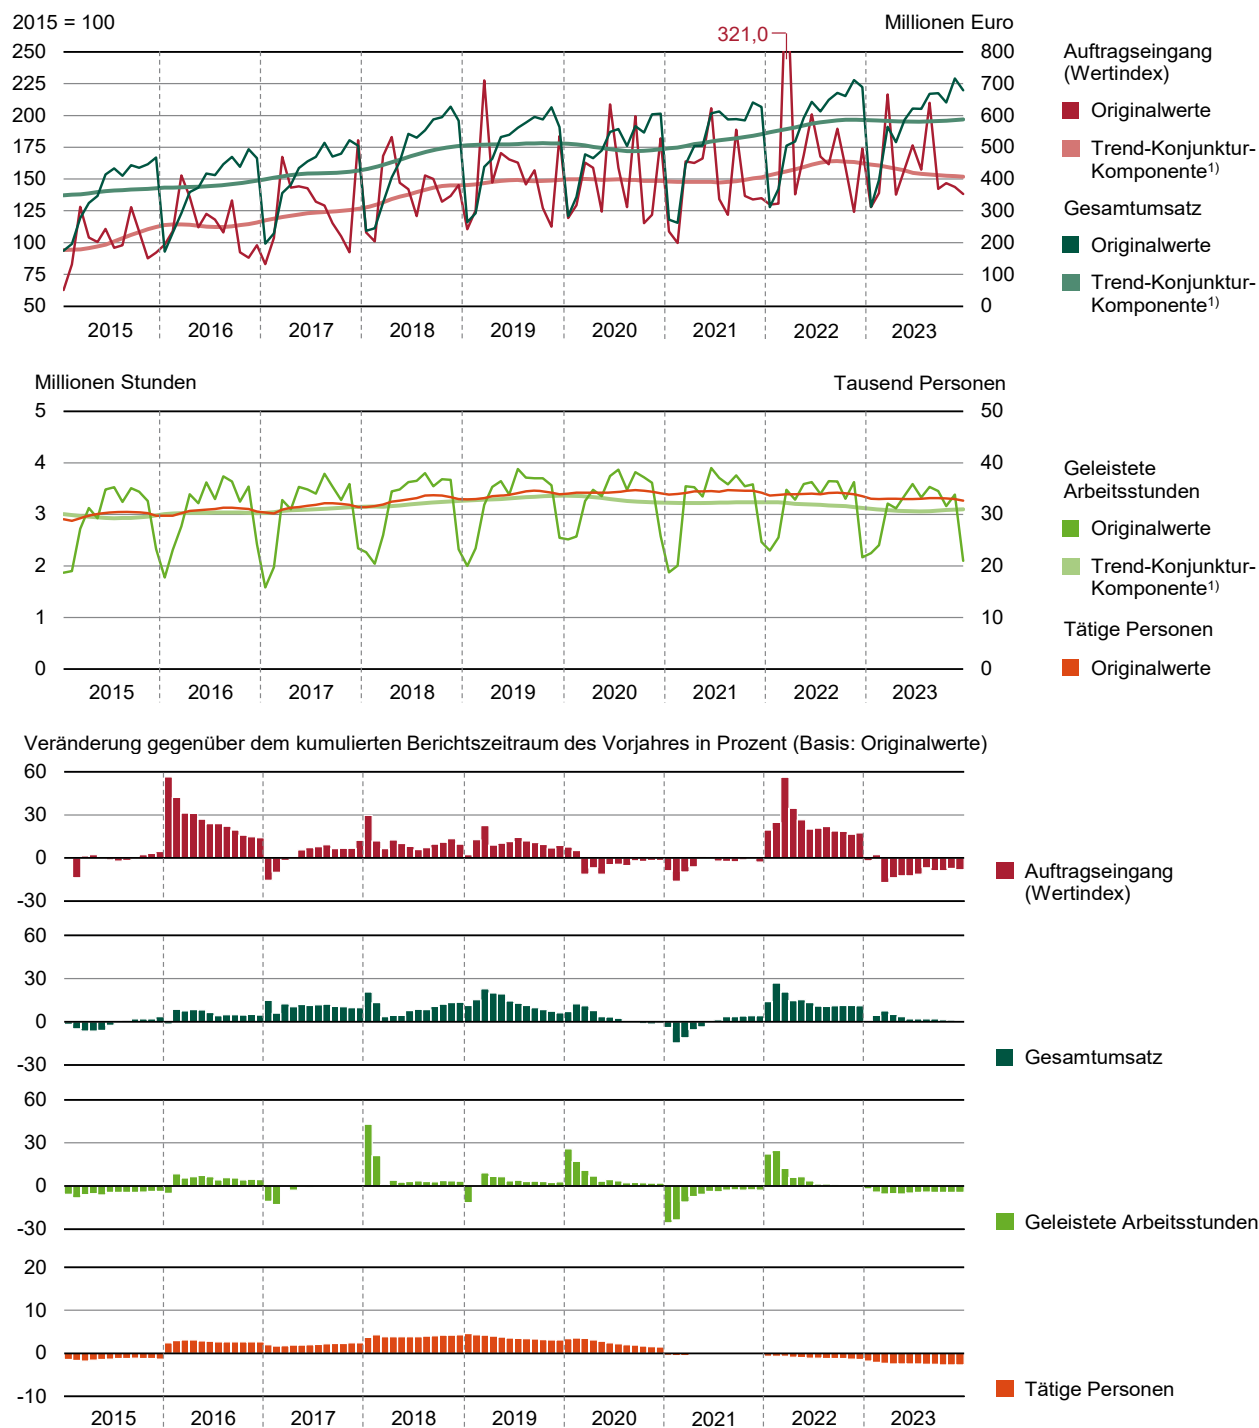 2015 = 100
Millionen Euro
321,0
250
225
200
175
150
125
100
75
50
800
700
600
500
400
300
200
100
0
2015 2016 2017 2018 2019 2020 2021 2022 2023
Auftragseingang
(Wertindex)
Originalwerte
Trend-Konjunktur-
Komponente1)
Gesamtumsatz
Originalwerte
Trend-Konjunktur-
Komponente1)
Millionen Stunden
Tausend Personen
5
4
3
2
1
0
50
40
30
20
10
0
2015 2016 2017 2018 2019 2020 2021 2022 2023
Geleistete
Arbeitsstunden
Originalwerte
Trend-Konjunktur-
Komponente1)
Tätige Personen
Originalwerte
Veränderung gegenüber dem kumulierten Berichtszeitraum des Vorjahres in Prozent (Basis: Originalwerte)
60
30
0
-30
Auftragseingang
(Wertindex)
60
30
0
-30
Gesamtumsatz
60
30
0
-30
Geleistete Arbeitsstunden
20
10
0
-10
Tätige Personen
2015 2016 2017 2018 2019 2020 2021 2022 2023